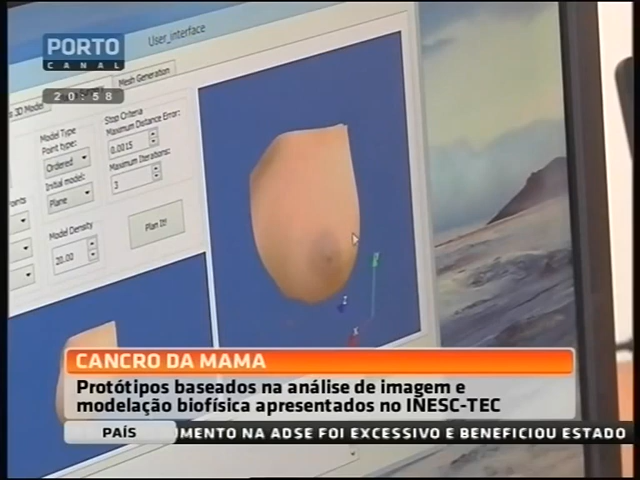 PORTO
CANAL
20:58
User_interface
3D Model
Mesh Generation
Model Type
Point type:
Ordered
Initial model:
Plane
Model Density
20.00
Stop Criteria
Maximum Distance Error:
0.0015
Maximum Iterations:
3
Plan It!
CANCRO DA MAMA
Protótipos baseados na análise de imagem e
modelação biofísica apresentados no INESC-TEC
PAÍS
MENTO NA ADSE FOI EXCESSIVO E BENEFICIOU ESTADO